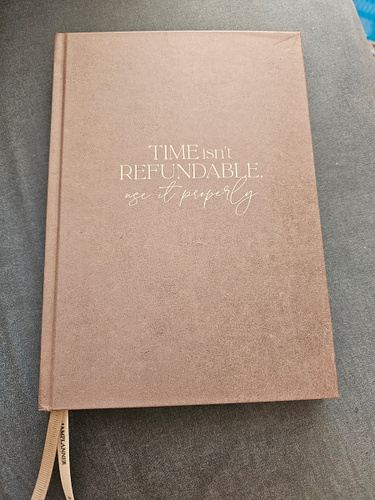 TIME isn't
REFUNDABLE.
use it properly